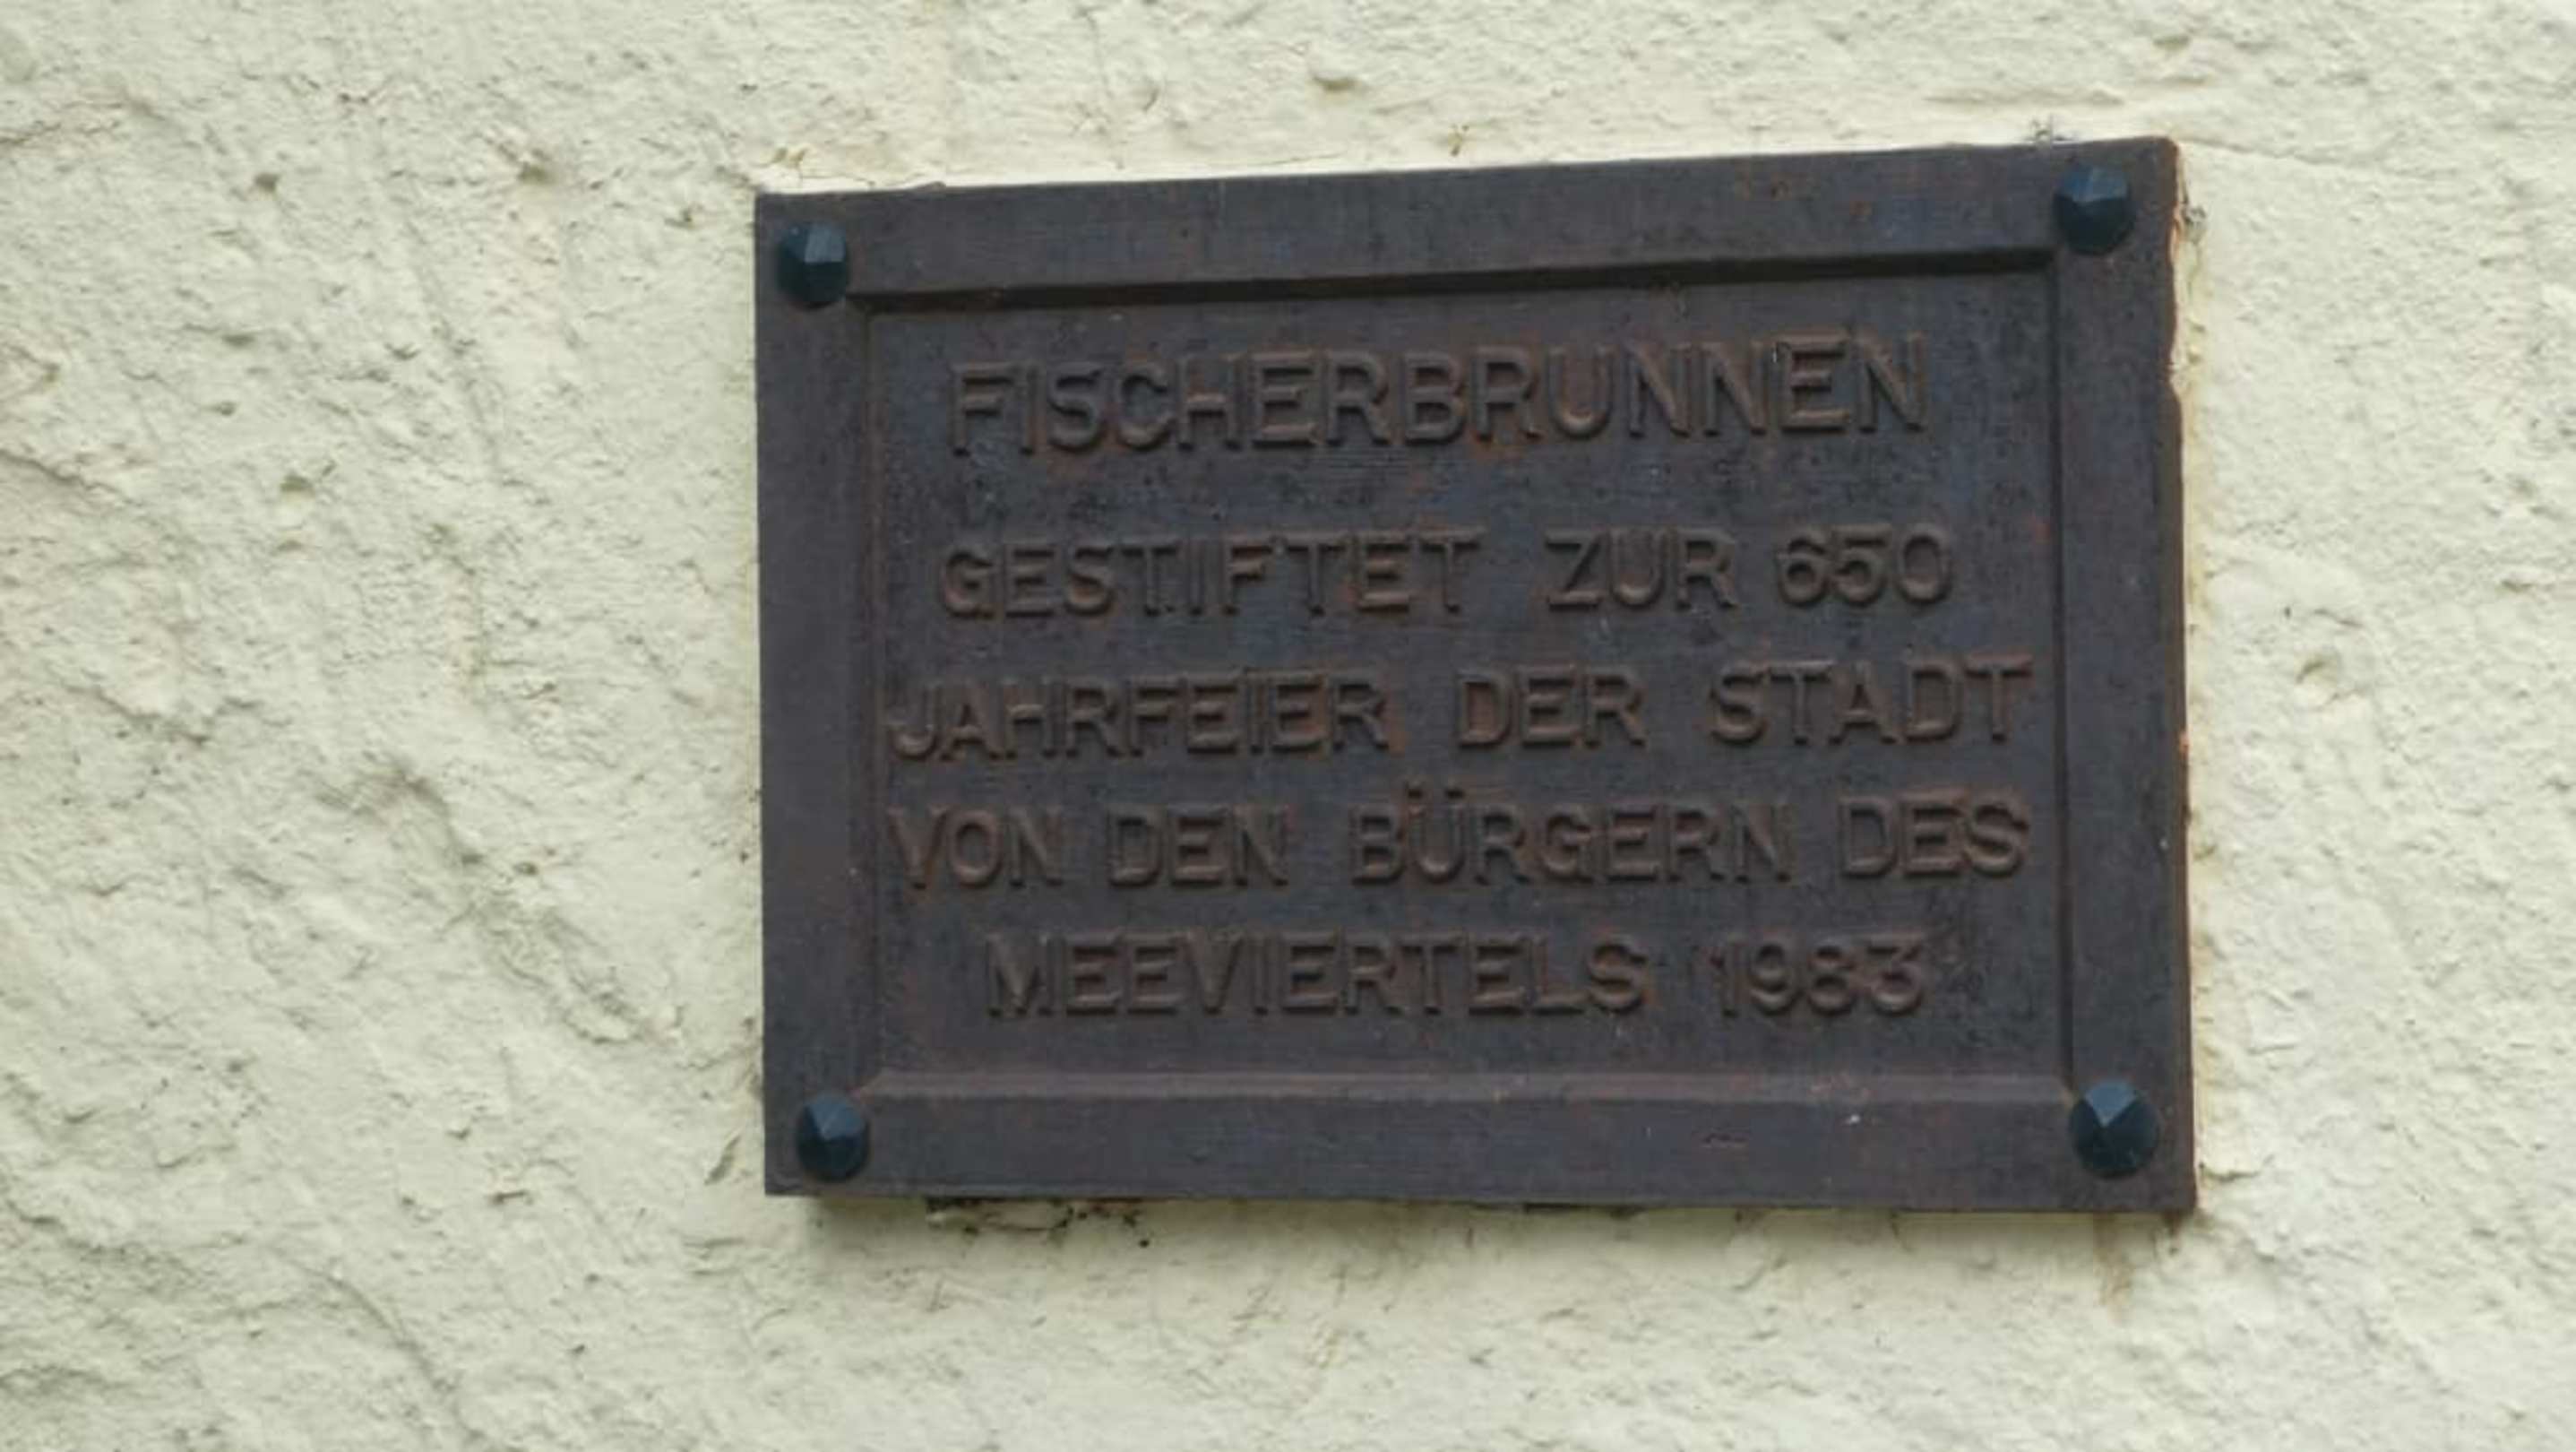 FISCHERBRUNNEN
GESTIFTET ZUR 650
JAHRFEIER DER STADT
VON DEN BÜRGERN DES
MEEVIERTELS 1983